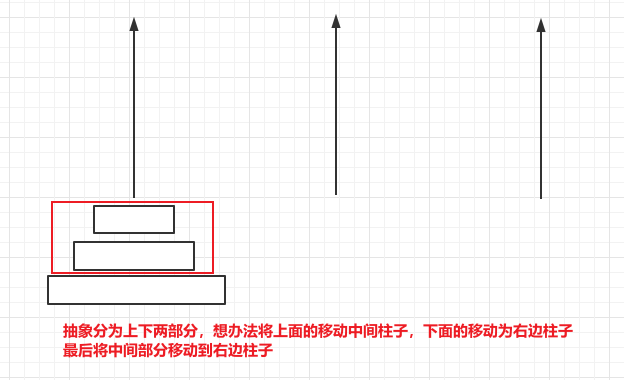 抽象分为上下两部分，想办法将上面的移动中间柱子，下面的移动为右边柱子
最后将中间部分移动到右边柱子